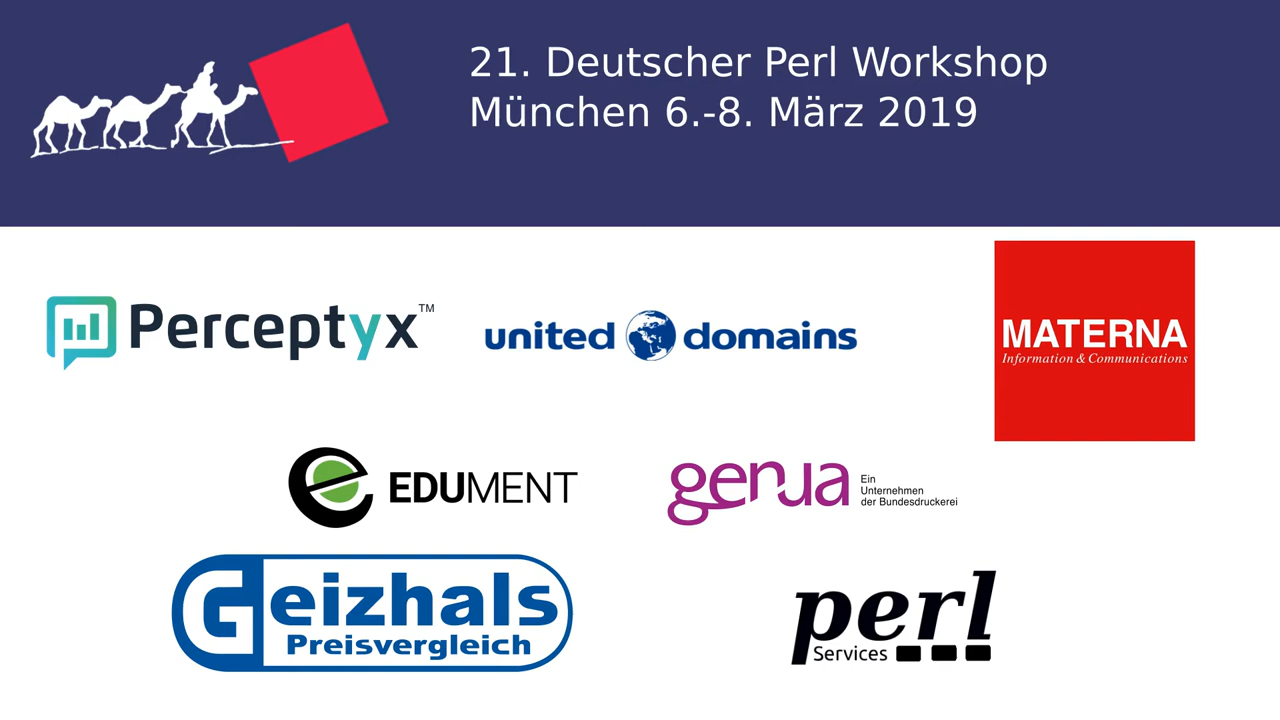 21. Deutscher Perl Workshop
München 6.-8. März 2019
Perceptyx™
united domains
MATERNA
Information & Communications
EDUMENT
genua
Ein
Unternehmen
der Bundesdruckerei
Geizhals
Preisvergleich
perl
Services